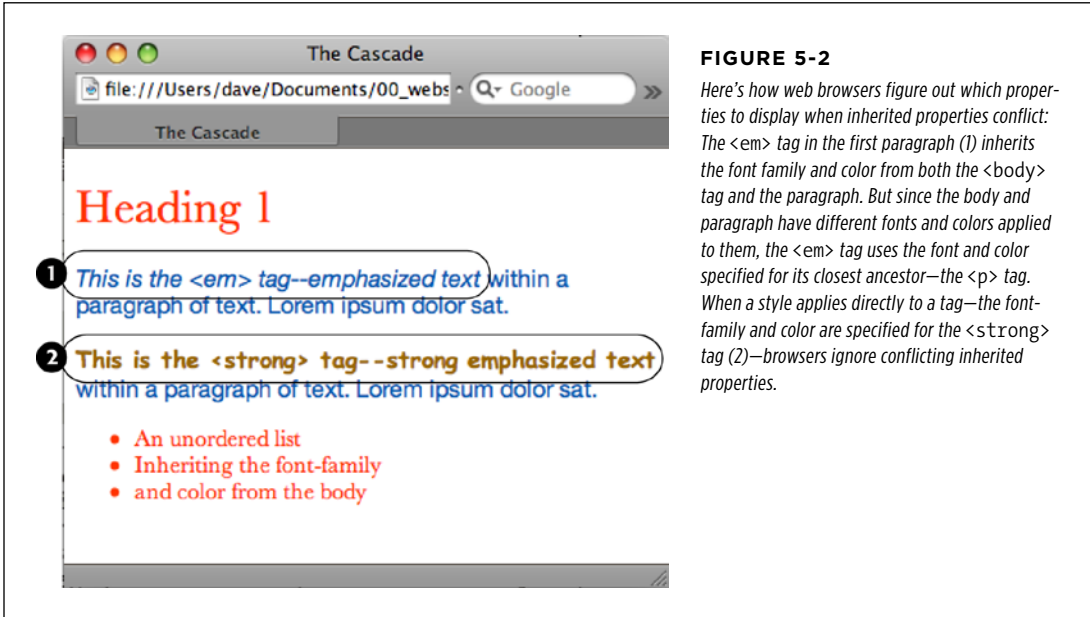 The Cascade
file:///Users/dave/Documents/00_webs
Google
The Cascade
Heading 1
1
This is the <em> tag--emphasized text within a
paragraph of text. Lorem ipsum dolor sat.
2
This is the <strong> tag--strong emphasized text
within a paragraph of text. Lorem ipsum dolor sat.
• An unordered list
• Inheriting the font-family
• and color from the body
FIGURE 5-2
Here's how web browsers figure out which proper-
ties to display when inherited properties conflict:
The <em> tag in the first paragraph (1) inherits
the font family and color from both the <body>
tag and the paragraph. But since the body and
paragraph have different fonts and colors applied
to them, the <em> tag uses the font and color
specified for its closest ancestor—the <p> tag.
When a style applies directly to a tag—the font-
family and color are specified for the <strong>
tag (2)—browsers ignore conflicting inherited
properties.